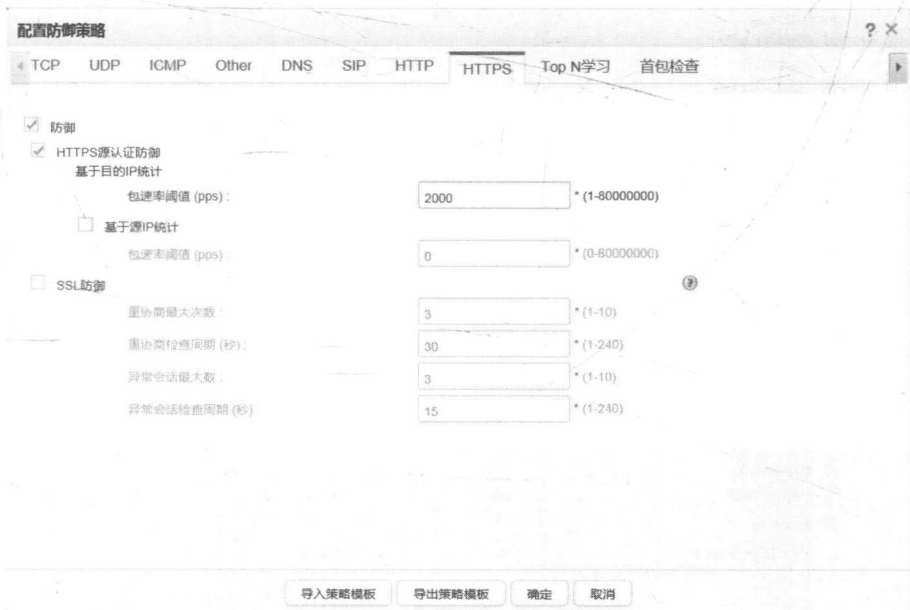 配置防御策略 ? ×
TCP UDP ICMP Other DNS SIP HTTP HTTPS Top N学习 首包检查
防御
HTTPS源认证防御
基于目的IP统计
包速率阈值 (pps) : 2000 * (1-80000000)
基于源IP统计
包速率阈值 (pps) : 0 * (0-80000000)
SSL防御 ?
重协商最大次数 : 3 * (1-10)
重协商检查周期 (秒) : 30 * (1-240)
异常会话最大数 : 3 * (1-10)
异常会话检查周期 (秒) : 15 * (1-240)
导入策略模板 导出策略模板 确定 取消